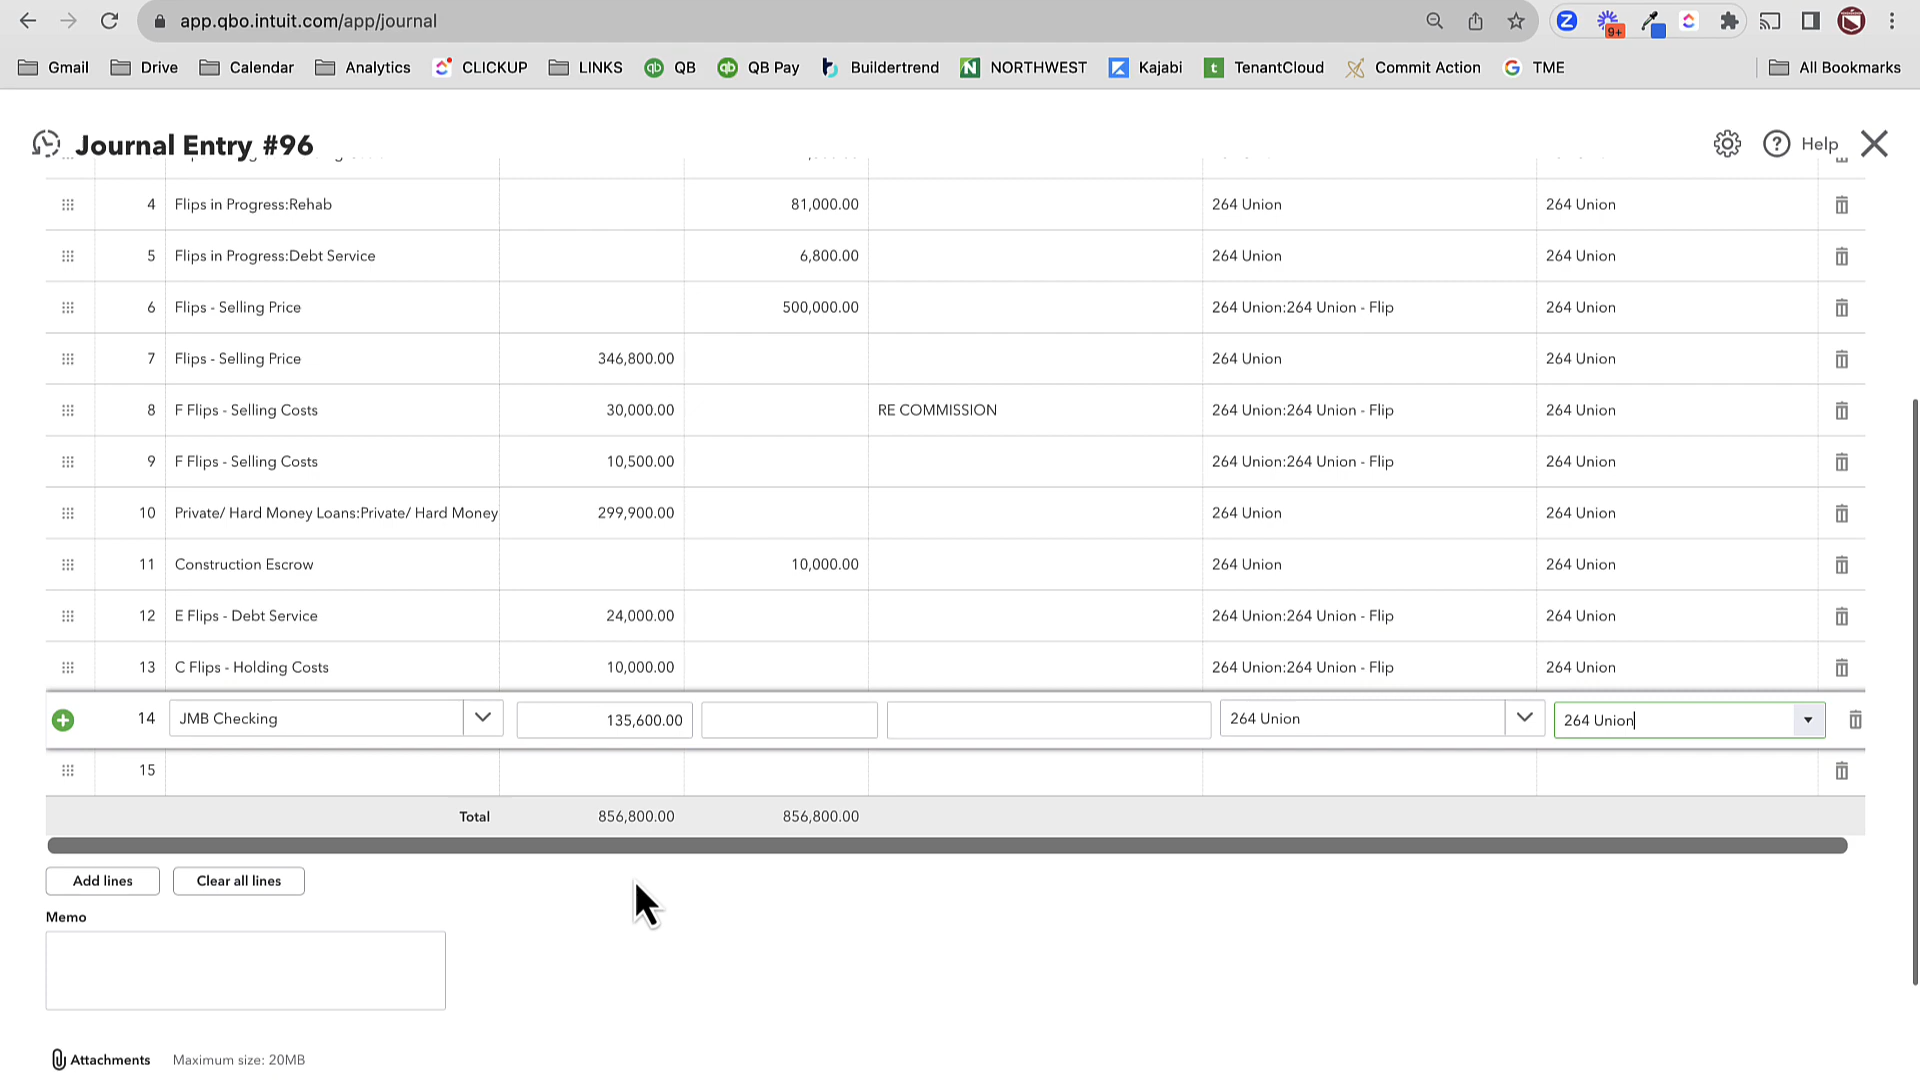 app.qbo.intuit.com/app/journal
9+
Gmail Drive Calendar Analytics CLICKUP LINKS QB QB Pay Buildertrend NORTHWEST Kajabi TenantCloud Commit Action TME All Bookmarks
Journal Entry #96
Help
4 Flips in Progress:Rehab 81,000.00 264 Union 264 Union
5 Flips in Progress:Debt Service 6,800.00 264 Union 264 Union
6 Flips - Selling Price 500,000.00 264 Union:264 Union - Flip 264 Union
7 Flips - Selling Price 346,800.00 264 Union 264 Union
8 F Flips - Selling Costs 30,000.00 RE COMMISSION 264 Union:264 Union - Flip 264 Union
9 F Flips - Selling Costs 10,500.00 264 Union:264 Union - Flip 264 Union
10 Private/ Hard Money Loans:Private/ Hard Money 299,900.00 264 Union 264 Union
11 Construction Escrow 10,000.00 264 Union 264 Union
12 E Flips - Debt Service 24,000.00 264 Union:264 Union - Flip 264 Union
13 C Flips - Holding Costs 10,000.00 264 Union:264 Union - Flip 264 Union
14 JMB Checking 135,600.00 264 Union 264 Union
15
Total 856,800.00 856,800.00
Add lines Clear all lines
Memo
Attachments Maximum size: 20MB